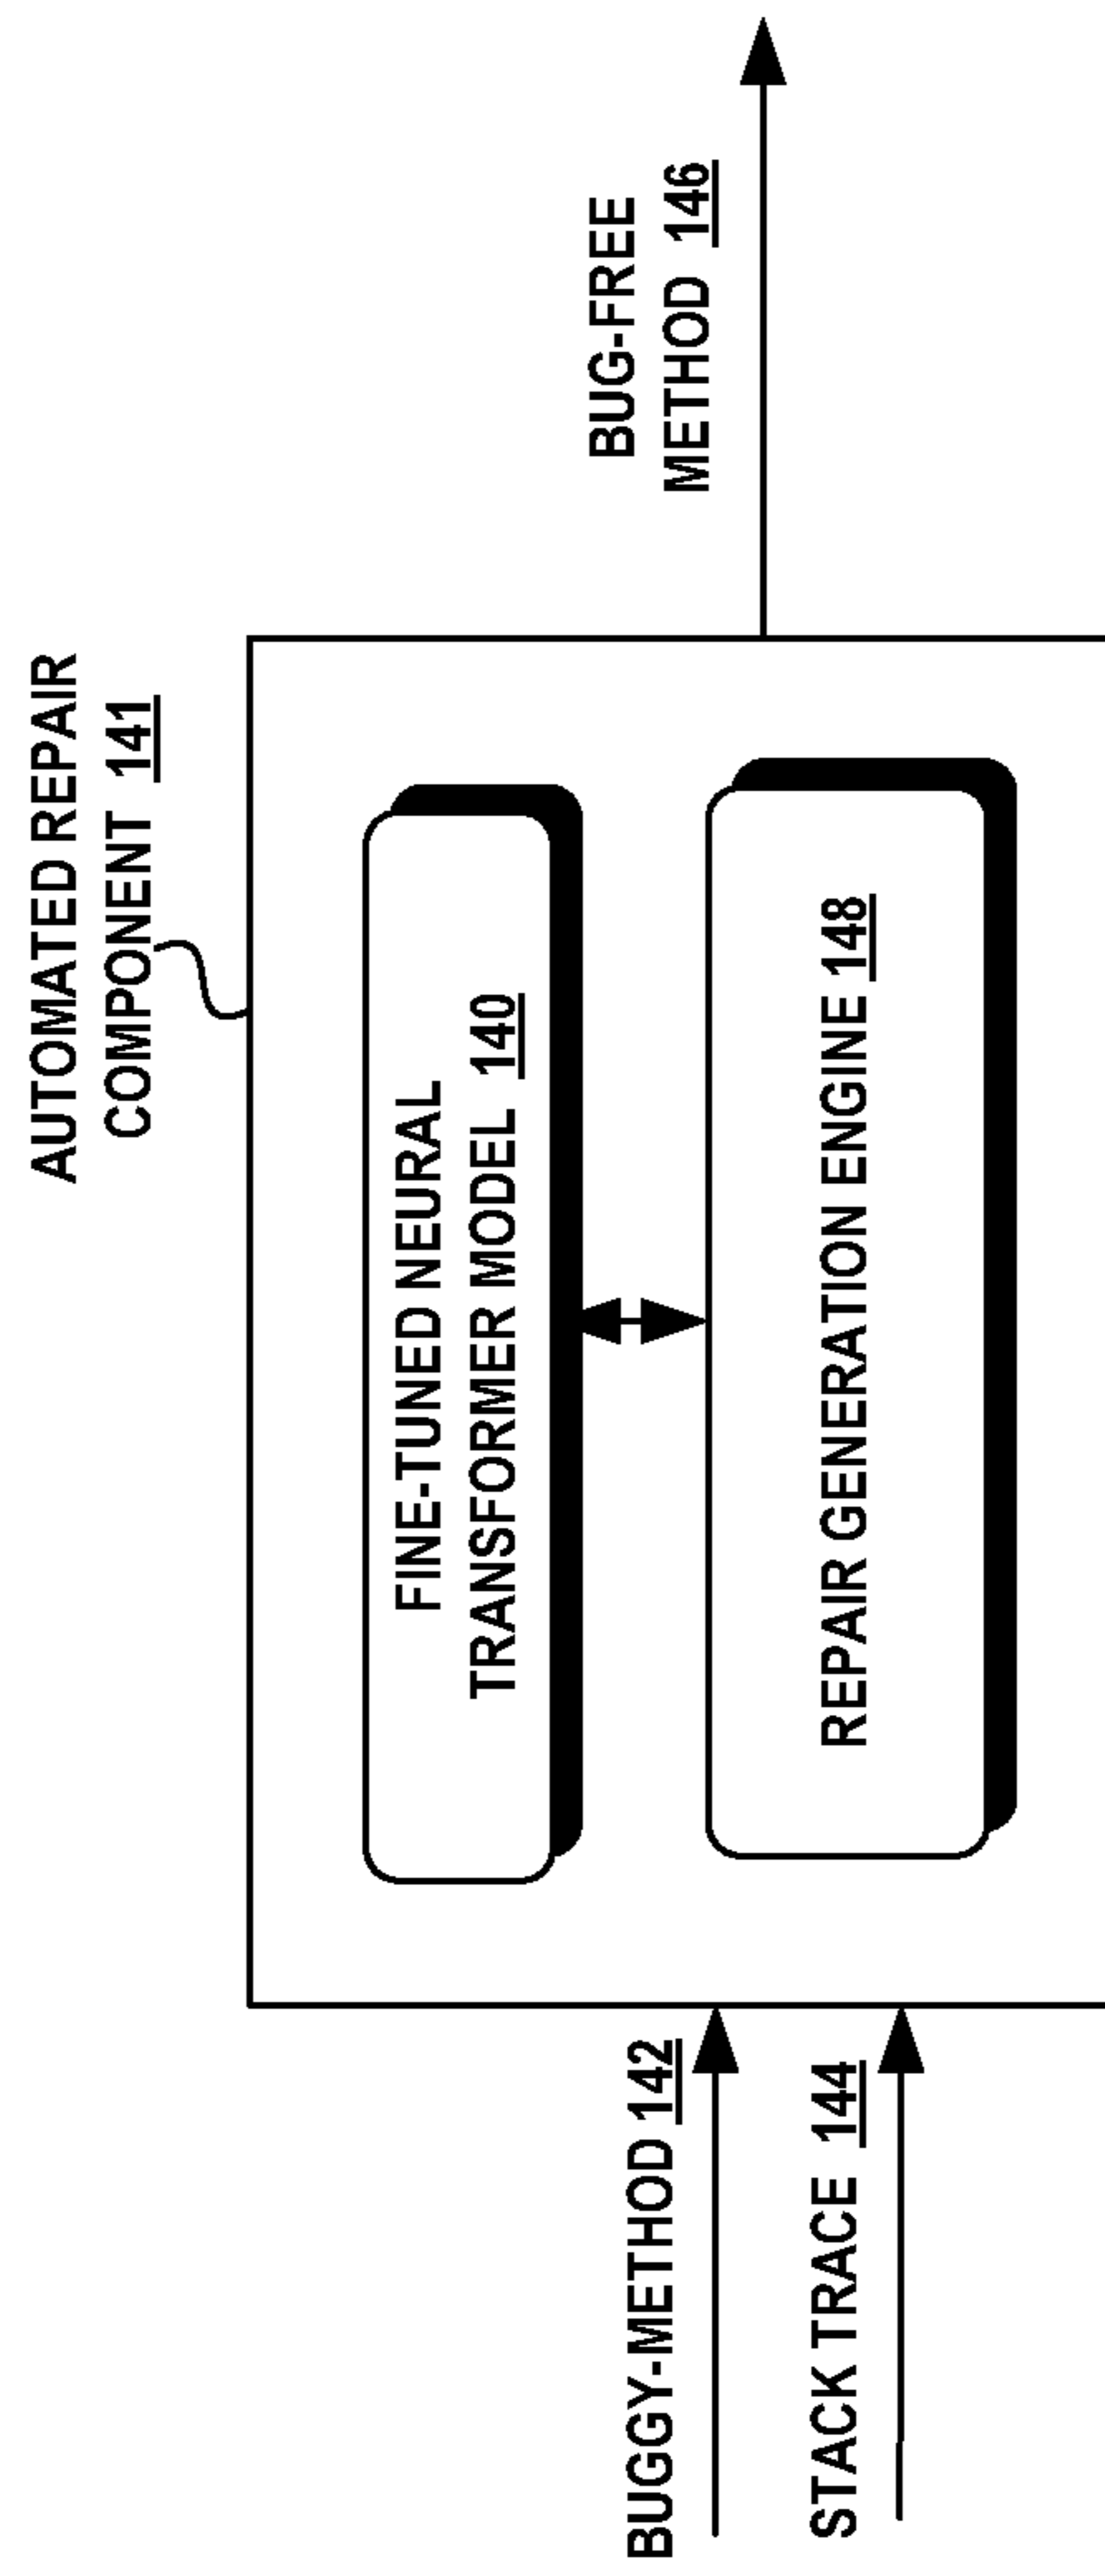 AUTOMATED REPAIR
COMPONENT 141
FINE-TUNED NEURAL
TRANSFORMER MODEL 140
BUGGY-METHOD 142
STACK TRACE 144
REPAIR GENERATION ENGINE 148
BUG-FREE
METHOD 146